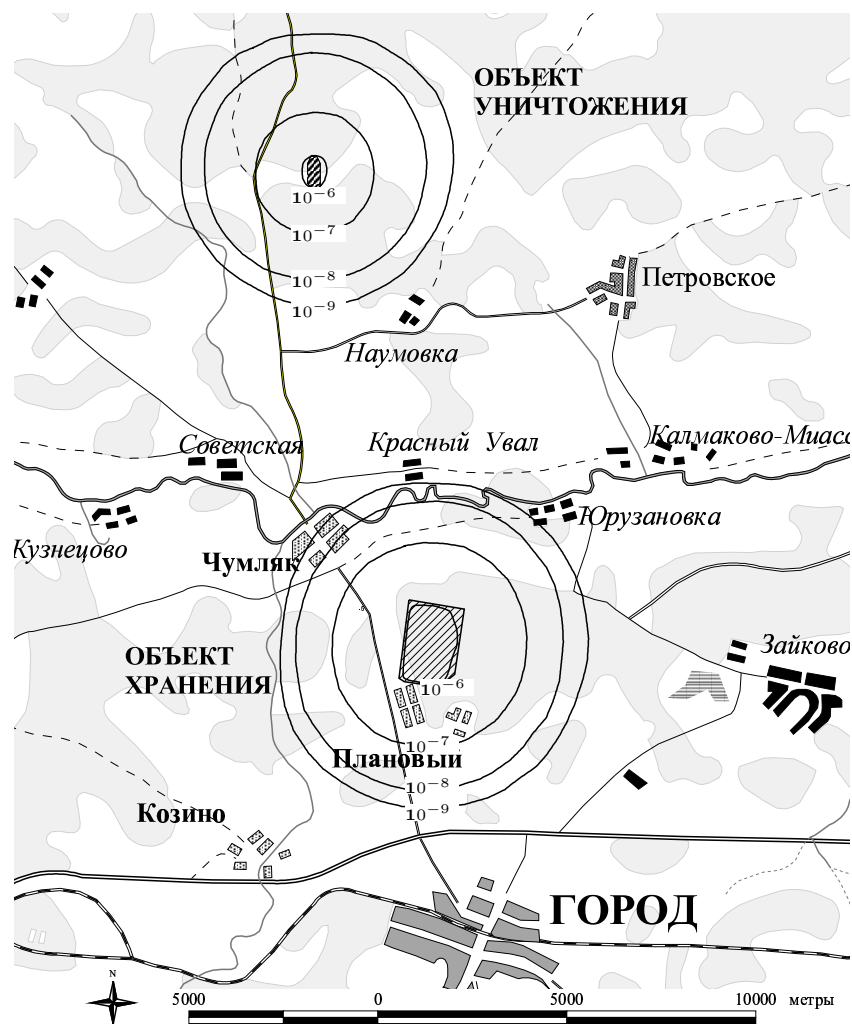 ОБЪЕКТ
УНИЧТОЖЕНИЯ
10−6
10−7
10−8
10−9
Петровское
Наумовка
Советская
Красный Увал
Калмаково-Миасс
Юрузановка
Кузнецово
Чумляк
ОБЪЕКТ
ХРАНЕНИЯ
Зайково
10−6
10−7
Плановый
10−8
10−9
Козино
ГОРОД
N
5000 0 5000 10000 метры